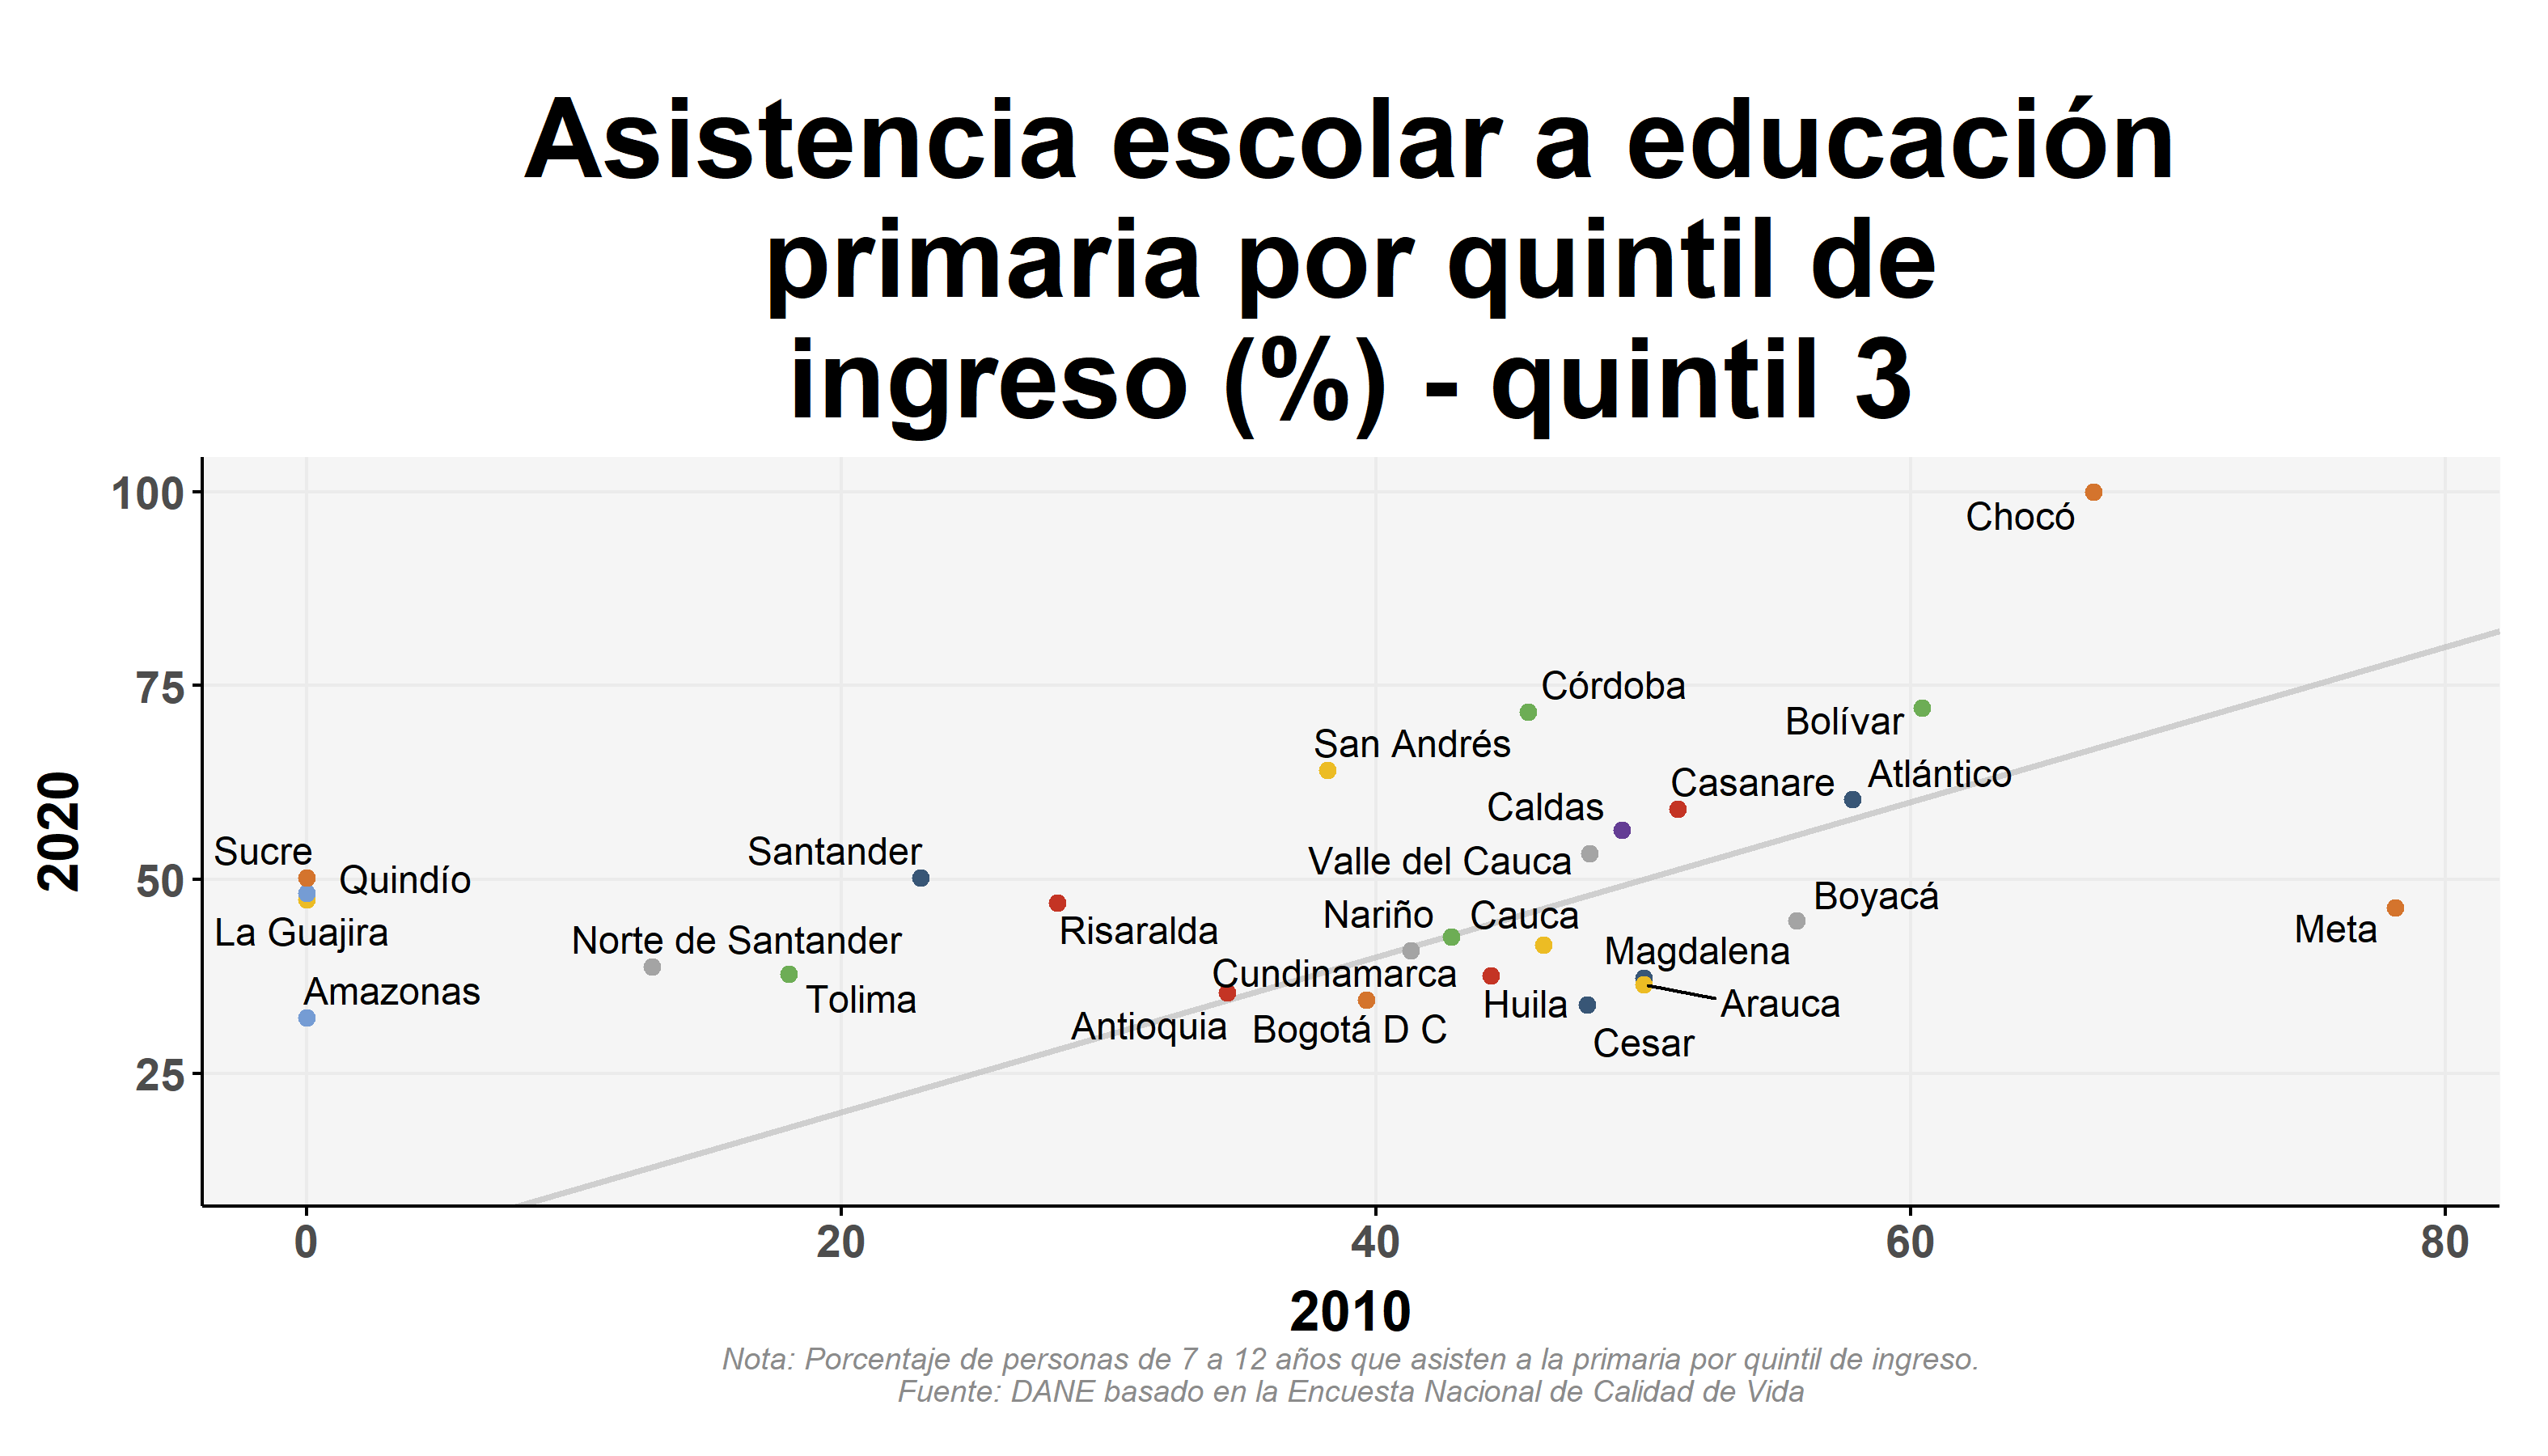 Asistencia escolar a educación
primaria por quintil de
ingreso (%) - quintil 3
100
75
50
25
2020
Chocó
Córdoba
Bolívar
San Andrés
Atlántico
Casanare
Caldas
Sucre
Santander
Valle del Cauca
Quindío
Boyacá
Nariño
Cauca
La Guajira
Risaralda
Meta
Norte de Santander
Magdalena
Cundinamarca
Amazonas
Tolima
Huila
Arauca
Antioquia
Bogotá D C
Cesar
0
20
40
60
80
2010
Nota: Porcentaje de personas de 7 a 12 años que asisten a la primaria por quintil de ingreso.
Fuente: DANE basado en la Encuesta Nacional de Calidad de Vida